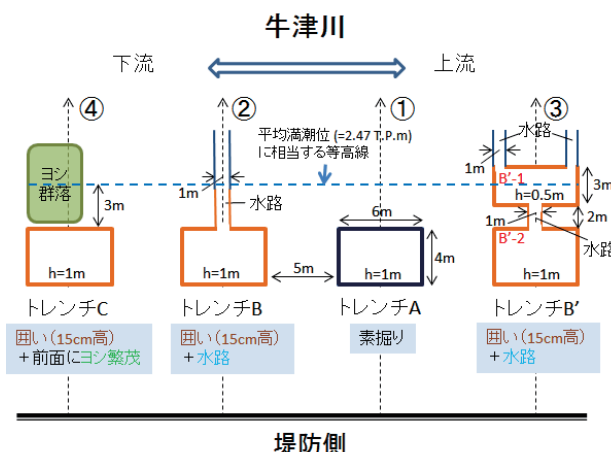 牛津川
下流
上流
④
②
①
③
平均満潮位 (=2.47 T.P.m)
に相当する等高線
水路
1m
B'-1
3m
h=0.5m
ヨシ
群落
3m
1m
水路
6m
2m
1m
B'-2
水路
4m
5m
h=1m
h=1m
h=1m
h=1m
トレンチC
トレンチB
トレンチA
トレンチB’
囲い(15cm高)
+前面にヨシ繁茂
囲い(15cm高)
+水路
素掘り
囲い(15cm高)
+水路
堤防側